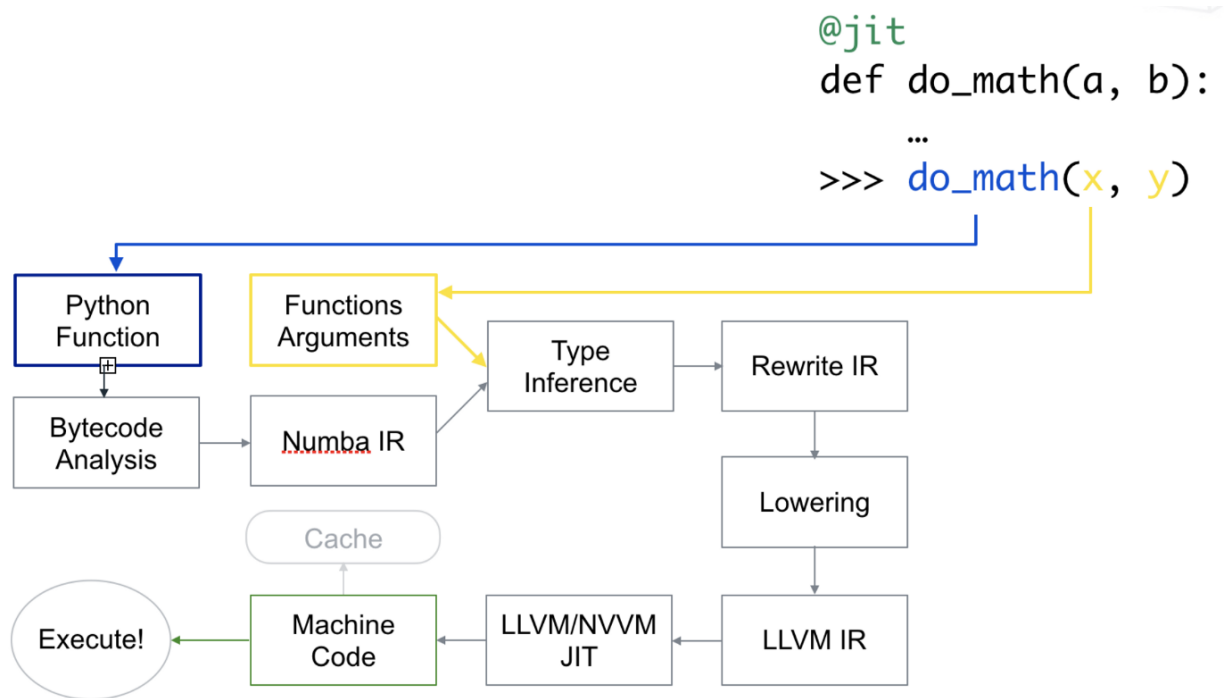 @jit
def do_math(a, b):
…
>>> do_math(x, y)
Python
Function
Functions
Arguments
Type
Inference
Rewrite IR
Bytecode
Analysis
Numba IR
Lowering
Cache
Execute!
Machine
Code
LLVM/NVVM
JIT
LLVM IR